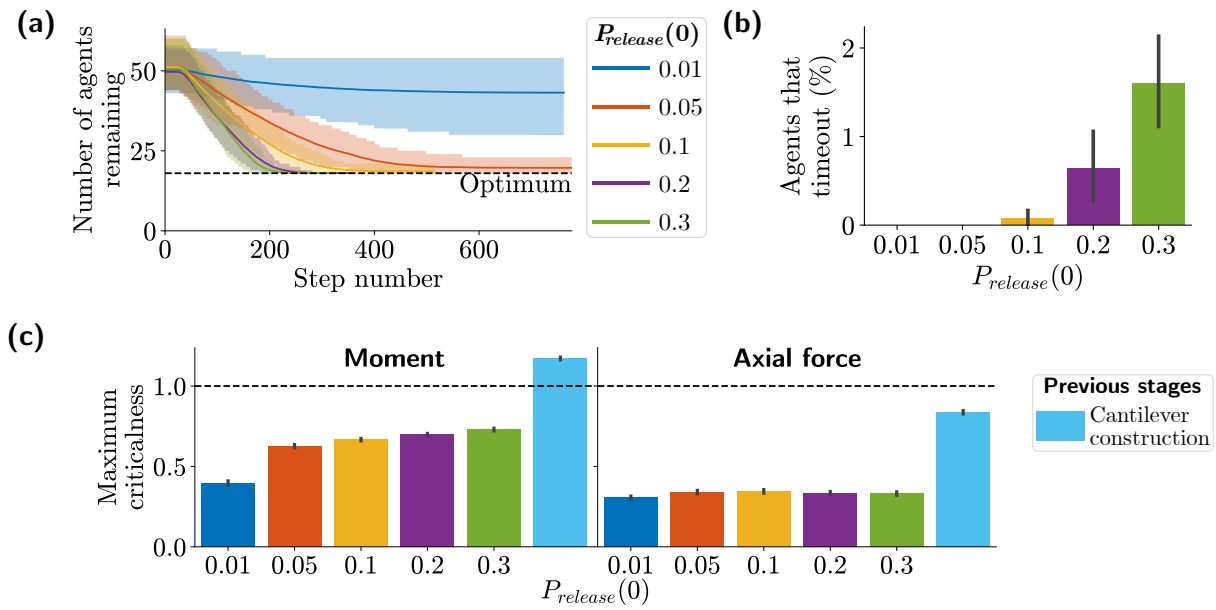 (a)
Number of agents
remaining
50
25
0
0
200
400
600
Step number
Optimum
P_release(0)
0.01
0.05
0.1
0.2
0.3
(b)
Agents that
timeout (%)
2
1
0
0.01
0.05
0.1
0.2
0.3
P_release(0)
(c)
Maximum
criticalness
1.0
0.5
0.0
Moment
Axial force
0.01
0.05
0.1
0.2
0.3
0.01
0.05
0.1
0.2
0.3
P_release(0)
Previous stages
Cantilever
construction